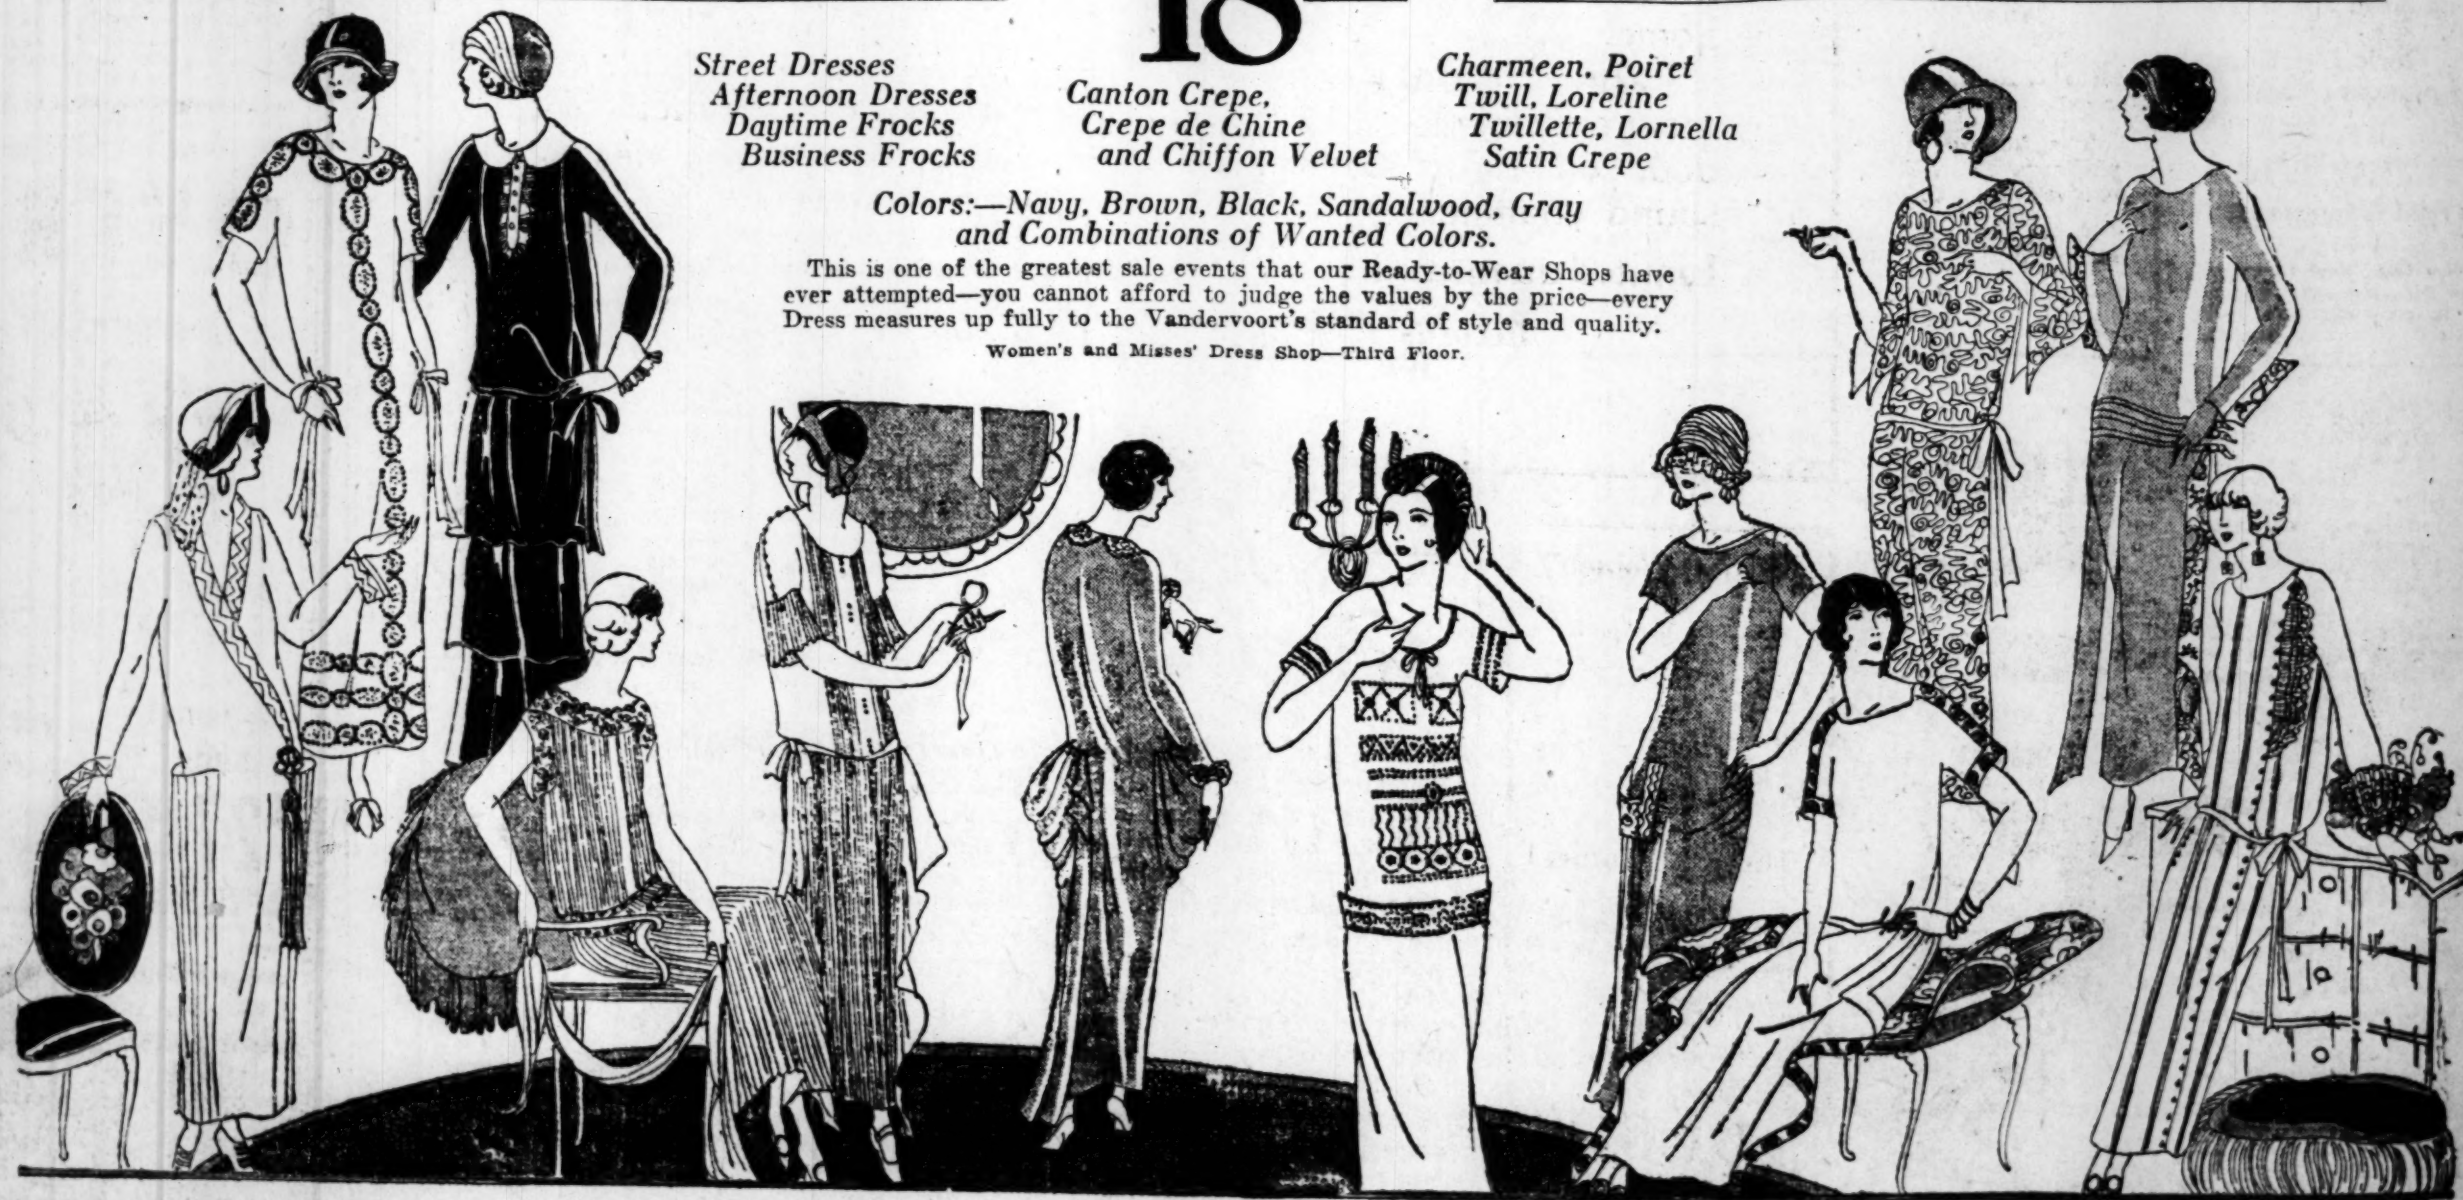 18
Street Dresses
Afternoon Dresses
Daytime Frocks
Business Frocks
Canton Crepe,
Crepe de Chine
and Chiffon Velvet
Charmeen, Poiret
Twill, Loreline
Twillette, Lornella
Satin Crepe
Colors:—Navy, Brown, Black, Sandalwood, Gray
and Combinations of Wanted Colors.
This is one of the greatest sale events that our Ready-to-Wear Shops have
ever attempted—you cannot afford to judge the values by the price—every
Dress measures up fully to the Vandervoort's standard of style and quality.
Women's and Misses' Dress Shop—Third Floor.